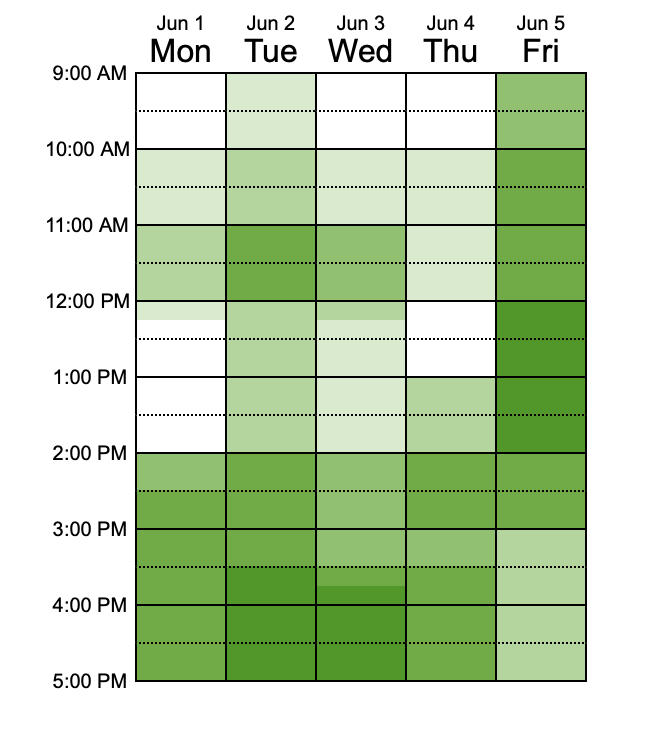 Jun 1 Jun 2 Jun 3 Jun 4 Jun 5
Mon Tue Wed Thu Fri
9:00 AM
10:00 AM
11:00 AM
12:00 PM
1:00 PM
2:00 PM
3:00 PM
4:00 PM
5:00 PM